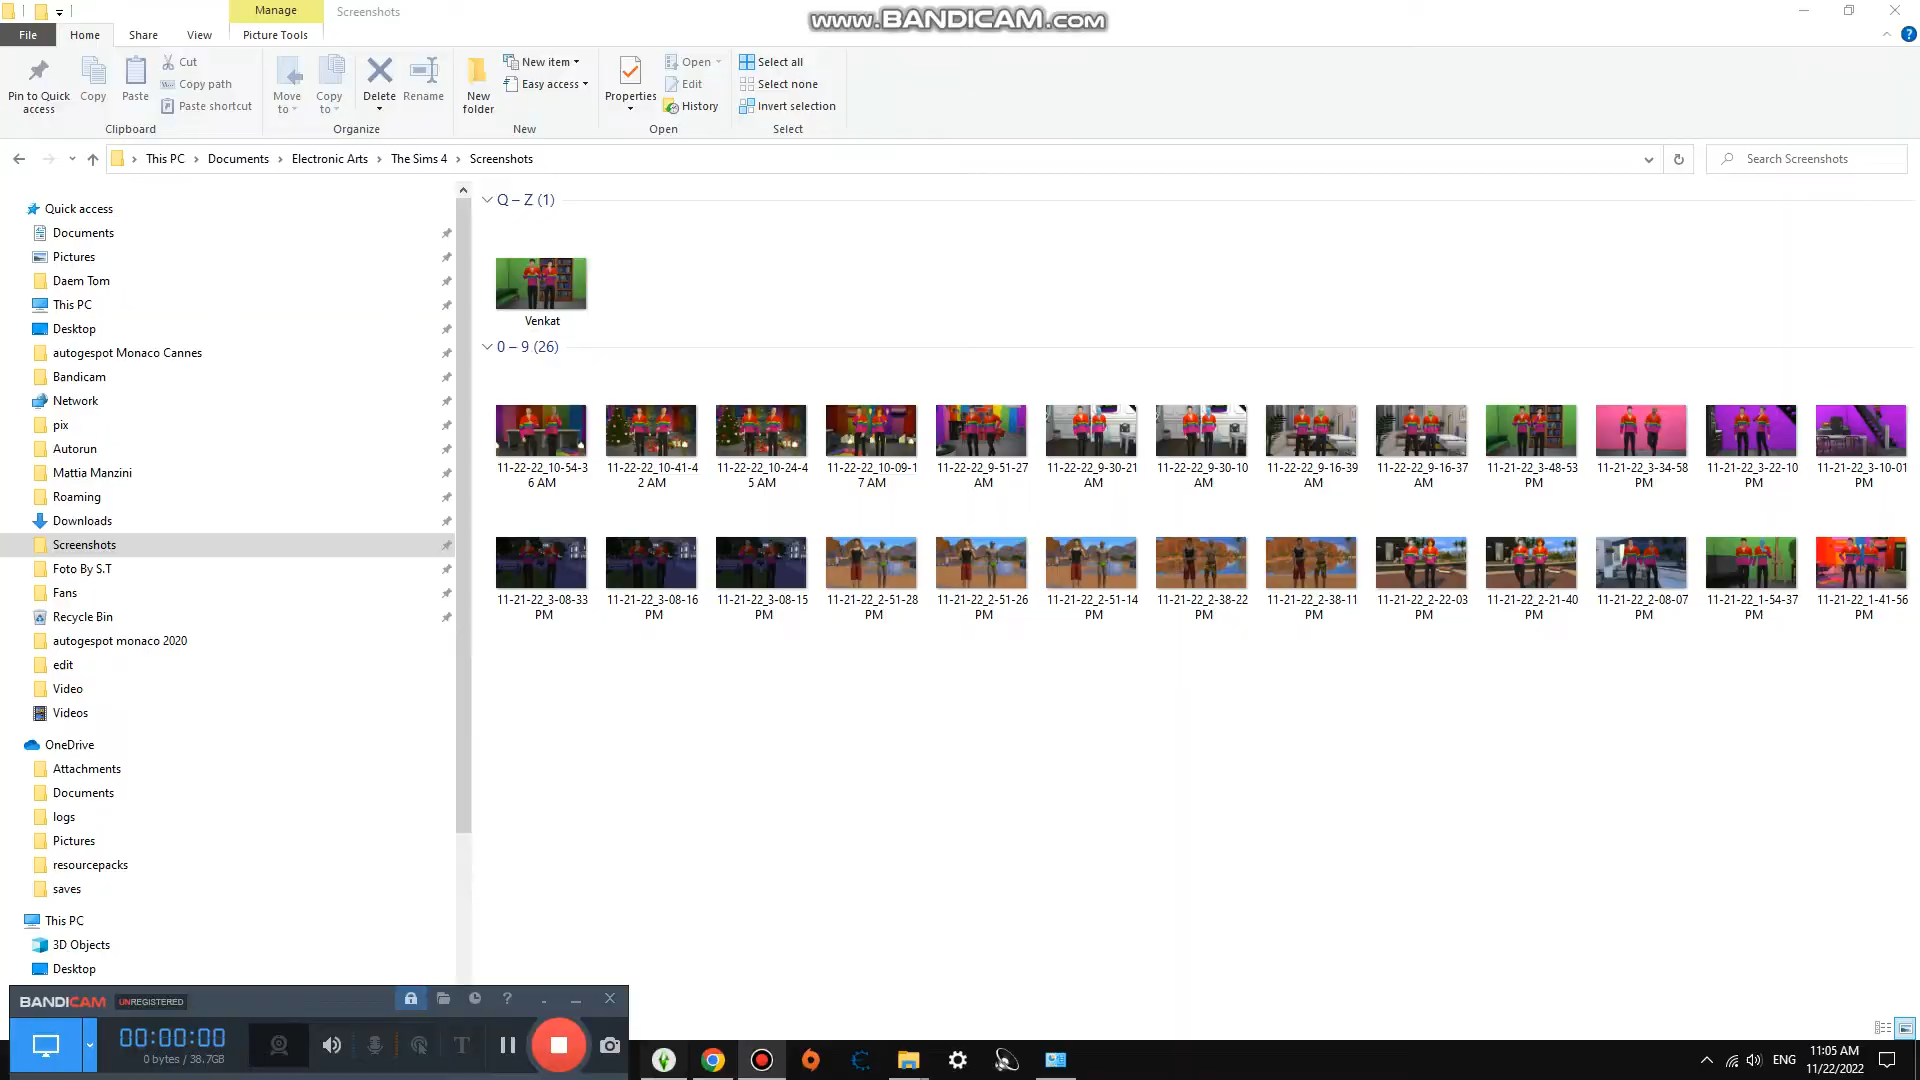 Manage
Screenshots
www.BANDICAM.com
File
Home
Share
View
Picture Tools
Pin to Quick access
Copy
Paste
Cut
Copy path
Paste shortcut
Move to
Copy to
Delete
Rename
New folder
New item
Easy access
Properties
Open
Edit
History
Select all
Select none
Invert selection
Clipboard
Organize
New
Open
Select
This PC
Documents
Electronic Arts
The Sims 4
Screenshots
Search Screenshots
Quick access
Documents
Pictures
Daem Tom
This PC
Desktop
autogespot Monaco Cannes
Bandicam
Network
pix
Autorun
Mattia Manzini
Roaming
Downloads
Screenshots
Foto By S.T
Fans
Recycle Bin
autogespot monaco 2020
edit
Video
Videos
OneDrive
Attachments
Documents
logs
Pictures
resourcepacks
saves
This PC
3D Objects
Desktop
Q – Z (1)
Venkat
0 – 9 (26)
11-22-22_10-54-36 AM
11-22-22_10-41-42 AM
11-22-22_10-24-45 AM
11-22-22_10-09-17 AM
11-22-22_9-51-27 AM
11-22-22_9-30-21 AM
11-22-22_9-30-10 AM
11-22-22_9-16-39 AM
11-22-22_9-16-37 AM
11-21-22_3-48-53 PM
11-21-22_3-34-58 PM
11-21-22_3-22-10 PM
11-21-22_3-10-01 PM
11-21-22_3-08-33 PM
11-21-22_3-08-16 PM
11-21-22_3-08-15 PM
11-21-22_2-51-28 PM
11-21-22_2-51-26 PM
11-21-22_2-51-14 PM
11-21-22_2-38-22 PM
11-21-22_2-38-11 PM
11-21-22_2-22-03 PM
11-21-22_2-21-40 PM
11-21-22_2-08-07 PM
11-21-22_1-54-37 PM
11-21-22_1-41-56 PM
BANDICAM
UNREGISTERED
00:00:00
0 bytes / 38.7GB
ENG
11:05 AM
11/22/2022